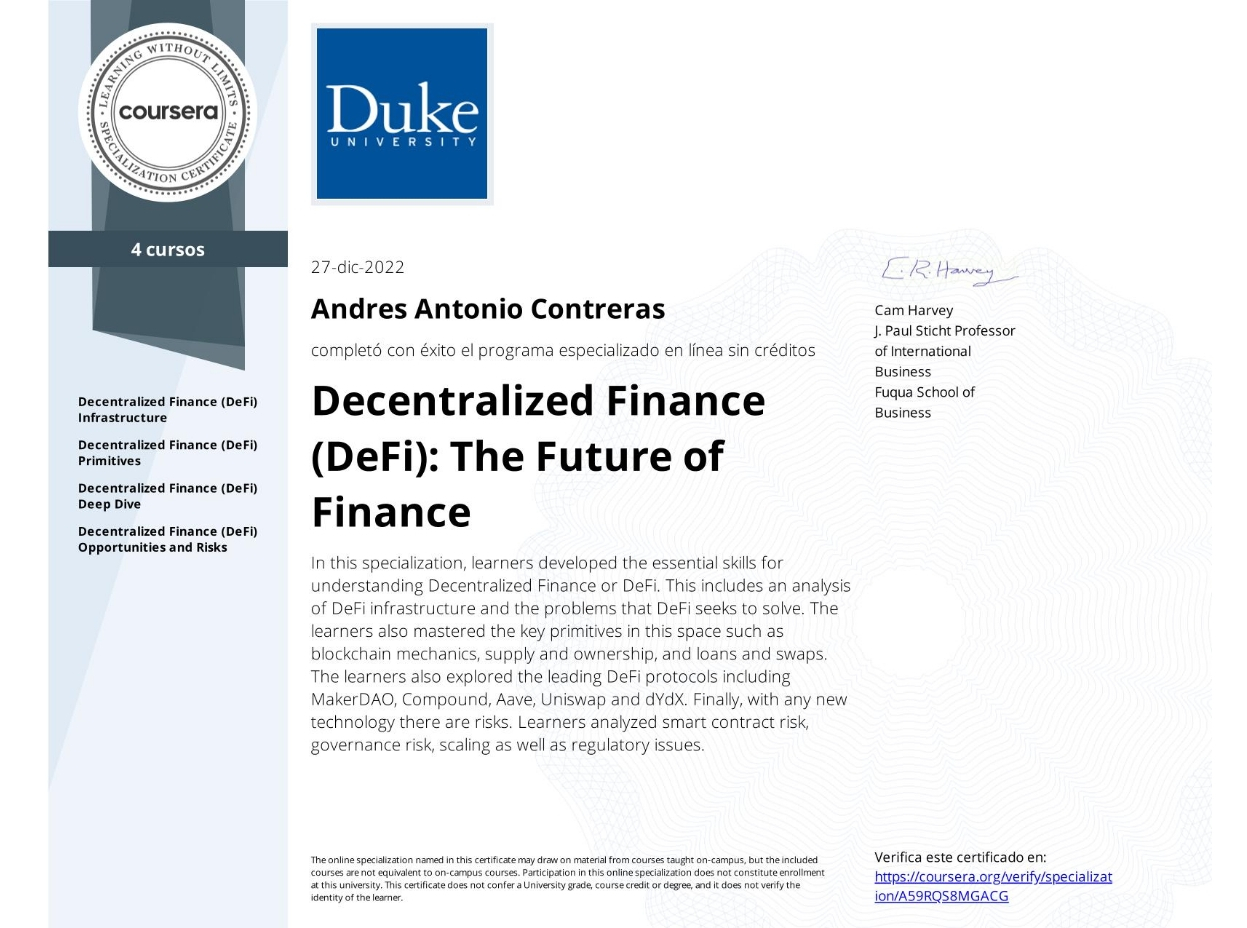 LEARNING WITHOUT LIMITS
coursera
SPECIALIZATION CERTIFICATE
4 cursos
Decentralized Finance (DeFi)
Infrastructure
Decentralized Finance (DeFi)
Primitives
Decentralized Finance (DeFi)
Deep Dive
Decentralized Finance (DeFi)
Opportunities and Risks
Duke
UNIVERSITY
27-dic-2022
Andres Antonio Contreras
completó con éxito el programa especializado en línea sin créditos
Decentralized Finance
(DeFi): The Future of
Finance
In this specialization, learners developed the essential skills for
understanding Decentralized Finance or DeFi. This includes an analysis
of DeFi infrastructure and the problems that DeFi seeks to solve. The
learners also mastered the key primitives in this space such as
blockchain mechanics, supply and ownership, and loans and swaps.
The learners also explored the leading DeFi protocols including
MakerDAO, Compound, Aave, Uniswap and dYdX. Finally, with any new
technology there are risks. Learners analyzed smart contract risk,
governance risk, scaling as well as regulatory issues.
C.R. Harvey
Cam Harvey
J. Paul Sticht Professor
of International
Business
Fuqua School of
Business
The online specialization named in this certificate may draw on material from courses taught on-campus, but the included
courses are not equivalent to on-campus courses. Participation in this online specialization does not constitute enrollment
at this university. This certificate does not confer a University grade, course credit or degree, and it does not verify the
identity of the learner.
Verifica este certificado en:
https://coursera.org/verify/specializat
ion/A59RQS8MGACG